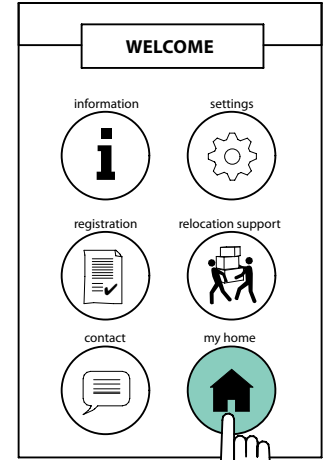 WELCOME
information
settings
registration
relocation support
contact
my home